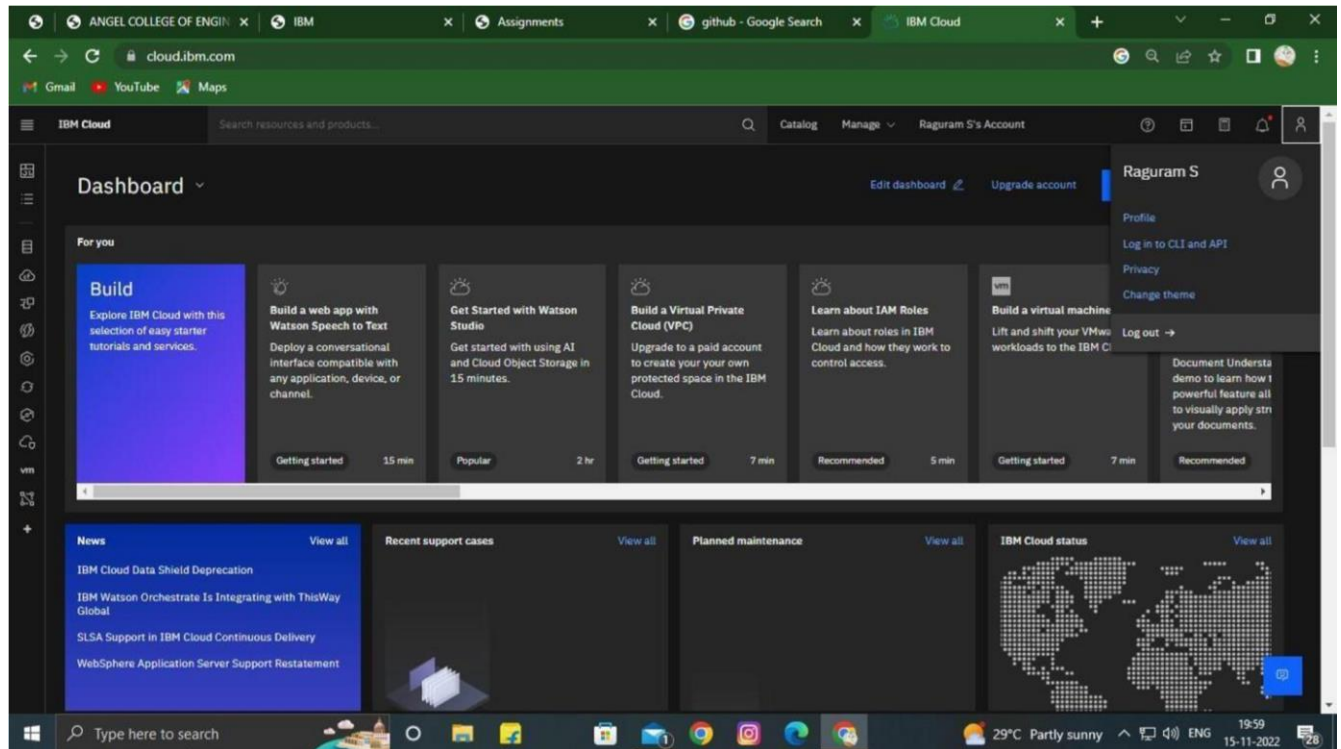 ANGEL COLLEGE OF ENGIN
IBM
Assignments
github - Google Search
IBM Cloud
cloud.ibm.com
Gmail
YouTube
Maps
IBM Cloud
Search resources and products...
Catalog
Manage
Raguram S's Account
Raguram S
Profile
Log in to CLI and API
Privacy
Change theme
Log out →
Dashboard
Edit dashboard
Upgrade account
For you
Build
Explore IBM Cloud with this
selection of easy starter
tutorials and services.
Build a web app with
Watson Speech to Text
Deploy a conversational
interface compatible with
any application, device, or
channel.
Getting started 15 min
Get Started with Watson
Studio
Get started with using AI
and Cloud Object Storage in
15 minutes.
Popular 2 hr
Build a Virtual Private
Cloud (VPC)
Upgrade to a paid account
to create your your own
protected space in the IBM
Cloud.
Getting started 7 min
Learn about IAM Roles
Learn about roles in IBM
Cloud and how they work to
control access.
Recommended 5 min
vm
Build a virtual machine
Lift and shift your VMwa
workloads to the IBM C
Getting started 7 min
Document Understa
demo to learn how t
powerful feature all
to visually apply stru
your documents.
Recommended
vm
News View all
IBM Cloud Data Shield Deprecation
IBM Watson Orchestrate Is Integrating with ThisWay
Global
SLSA Support in IBM Cloud Continuous Delivery
WebSphere Application Server Support Restatement
Recent support cases View all
Planned maintenance View all
IBM Cloud status View all
Type here to search
29°C Partly sunny
ENG
19:59
15-11-2022
28